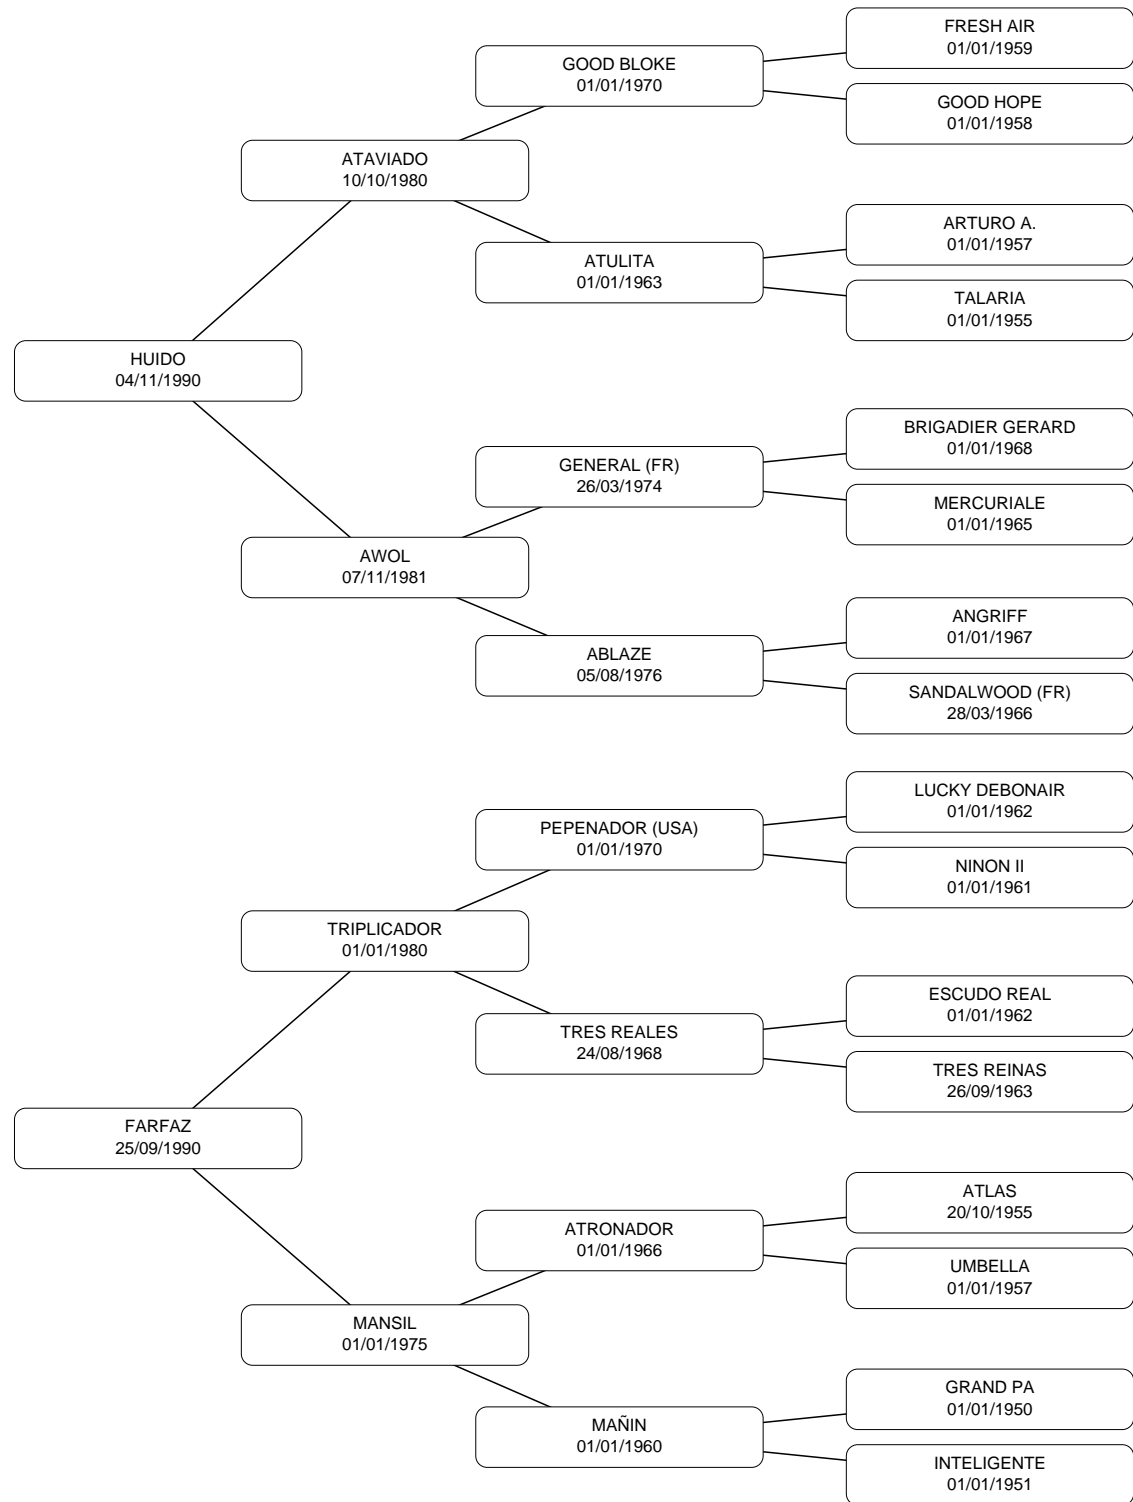 FRESH AIR
01/01/1959
GOOD BLOKE
01/01/1970
GOOD HOPE
01/01/1958
ATAVIADO
10/10/1980
ARTURO A.
01/01/1957
ATULITA
01/01/1963
TALARIA
01/01/1955
HUIDO
04/11/1990
BRIGADIER GERARD
01/01/1968
GENERAL (FR)
26/03/1974
MERCURIALE
01/01/1965
AWOL
07/11/1981
ANGRIFF
01/01/1967
ABLAZE
05/08/1976
SANDALWOOD (FR)
28/03/1966
LUCKY DEBONAIR
01/01/1962
PEPENADOR (USA)
01/01/1970
NINON II
01/01/1961
TRIPLICADOR
01/01/1980
ESCUDO REAL
01/01/1962
TRES REALES
24/08/1968
TRES REINAS
26/09/1963
FARFAZ
25/09/1990
ATLAS
20/10/1955
ATRONADOR
01/01/1966
UMBELLA
01/01/1957
MANSIL
01/01/1975
GRAND PA
01/01/1950
MAÑIN
01/01/1960
INTELIGENTE
01/01/1951